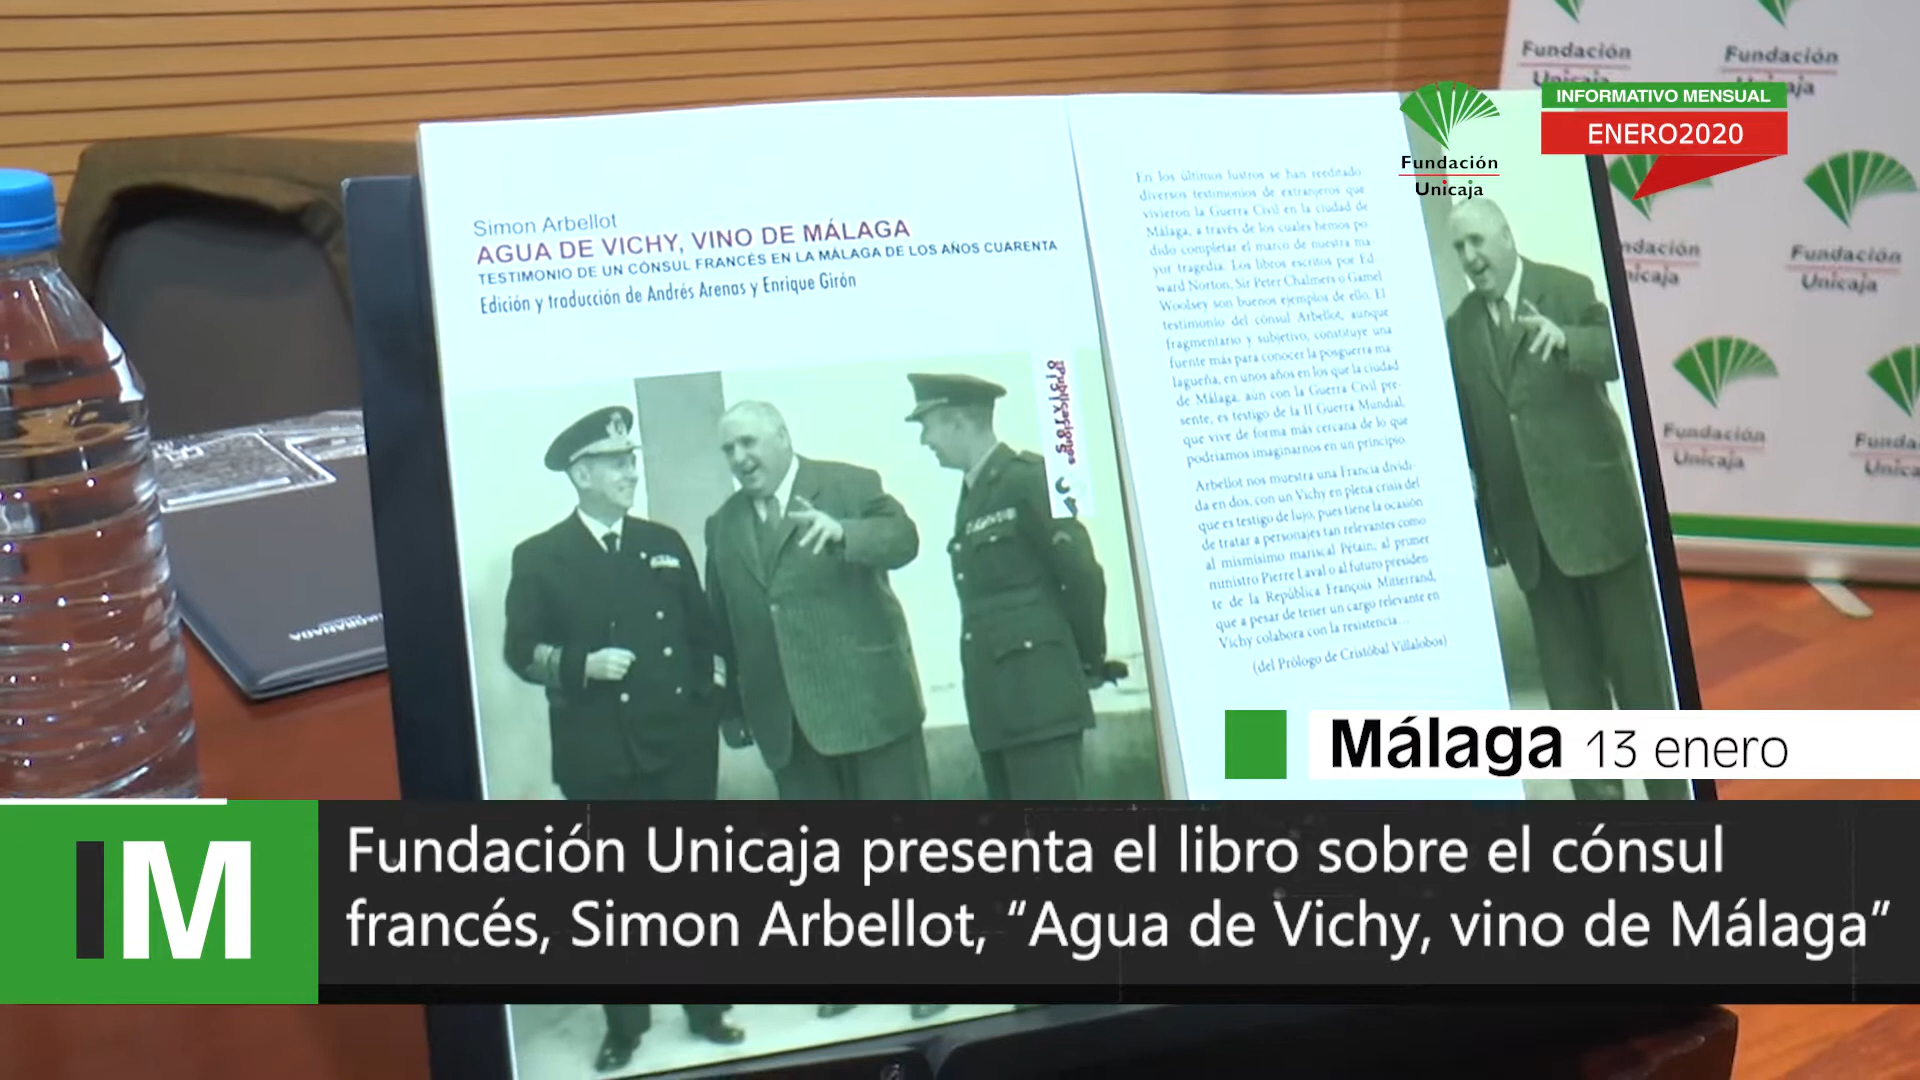 Fundación
Unicaja
Fundación
INFORMATIVO MENSUAL
ENERO2020
Fundación
Unicaja
Simon Arbellot
AGUA DE VICHY, VINO DE MÁLAGA
TESTIMONIO DE UN CÓNSUL FRANCÉS EN LA MÁLAGA DE LOS AÑOS CUARENTA
Edición y traducción de Andrés Arenas y Enrique Girón
servicio
publicaciones
En los últimos lustros se han reeditado
diversos testimonios de extranjeros que
vivieron la Guerra Civil en la ciudad de
Málaga, a través de los cuales hemos po
dido completar el marco de nuestra ma-
yor tragedia. Los libros escritos por Ed
ward Norton, Sir Peter Chalmers o Gamel
Woolsey son buenos ejemplos de ello. El
testimonio del cónsul Arbellot, aunque
fragmentario y subjetivo, constituye una
fuente más para conocer la posguerra ma
lagueña, en unos años en los que la ciudad
de Málaga, aún con la Guerra Civil pre-
sente, es testigo de la II Guerra Mundial,
que vive de forma más cercana de lo que
podríamos imaginarnos en un principio.
Arbellot nos muestra una Francia dividi-
da en dos, con un Vichy en plena crisis del
que es testigo de lujo, pues tiene la ocasión
de tratar a personajes tan relevantes como
al mismísimo mariscal Petain, al primer
ministro Pierre Laval o al futuro presiden-
te de la República François Mitterrand,
que a pesar de tener un cargo relevante en
Vichy colabora con la resistencia...
(del Prólogo de Cristóbal Villalobos)
Fundación
Unicaja
Fundación
Unicaja
Málaga 13 enero
IM
Fundación Unicaja presenta el libro sobre el cónsul
francés, Simon Arbellot, “Agua de Vichy, vino de Málaga”